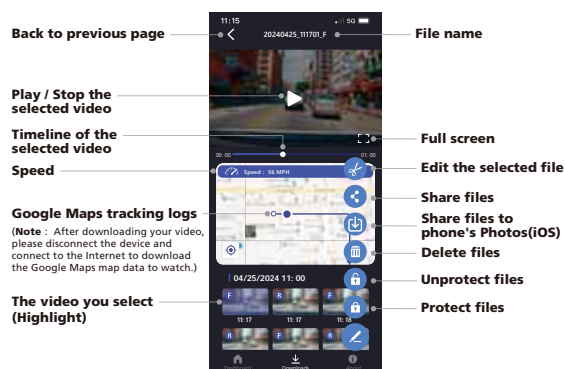 11:15
5G
Back to previous page
20240425_111701_F
File name
Play / Stop the
selected video
Timeline of the
selected video
Full screen
00: 00
01: 00
Edit the selected file
Speed
Speed : 56 MPH
Share files
Google Maps tracking logs
(Note : After downloading your video,
please disconnect the device and
connect to the Internet to download
the Google Maps map data to watch.)
Share files to
phone's Photos(iOS)
Delete files
04/25/2024 11: 00
Unprotect files
The video you select
(Highlight)
F
R
F
Protect files
11: 17
11: 17
11: 18
R
F
R
Dashboard
Downloads
About